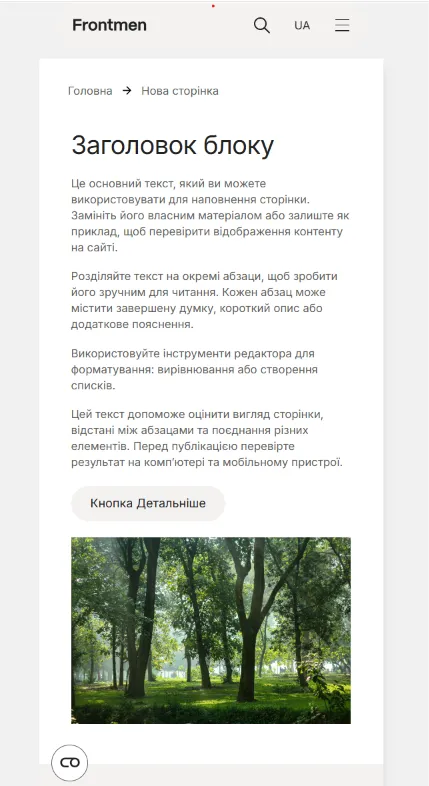 Frontmen
UA
Головна → Нова сторінка
Заголовок блоку
Це основний текст, який ви можете
використовувати для наповнення сторінки.
Замініть його власним матеріалом або залиште як
приклад, щоб перевірити відображення контенту
на сайті.
Розділяйте текст на окремі абзаци, щоб зробити
його зручним для читання. Кожен абзац може
містити завершену думку, короткий опис або
додаткове пояснення.
Використовуйте інструменти редактора для
форматування: вирівнювання або створення
списків.
Цей текст допоможе оцінити вигляд сторінки,
відстані між абзацами та поєднання різних
елементів. Перед публікацією перевірте
результат на комп'ютері та мобільному пристрої.
Кнопка Детальніше